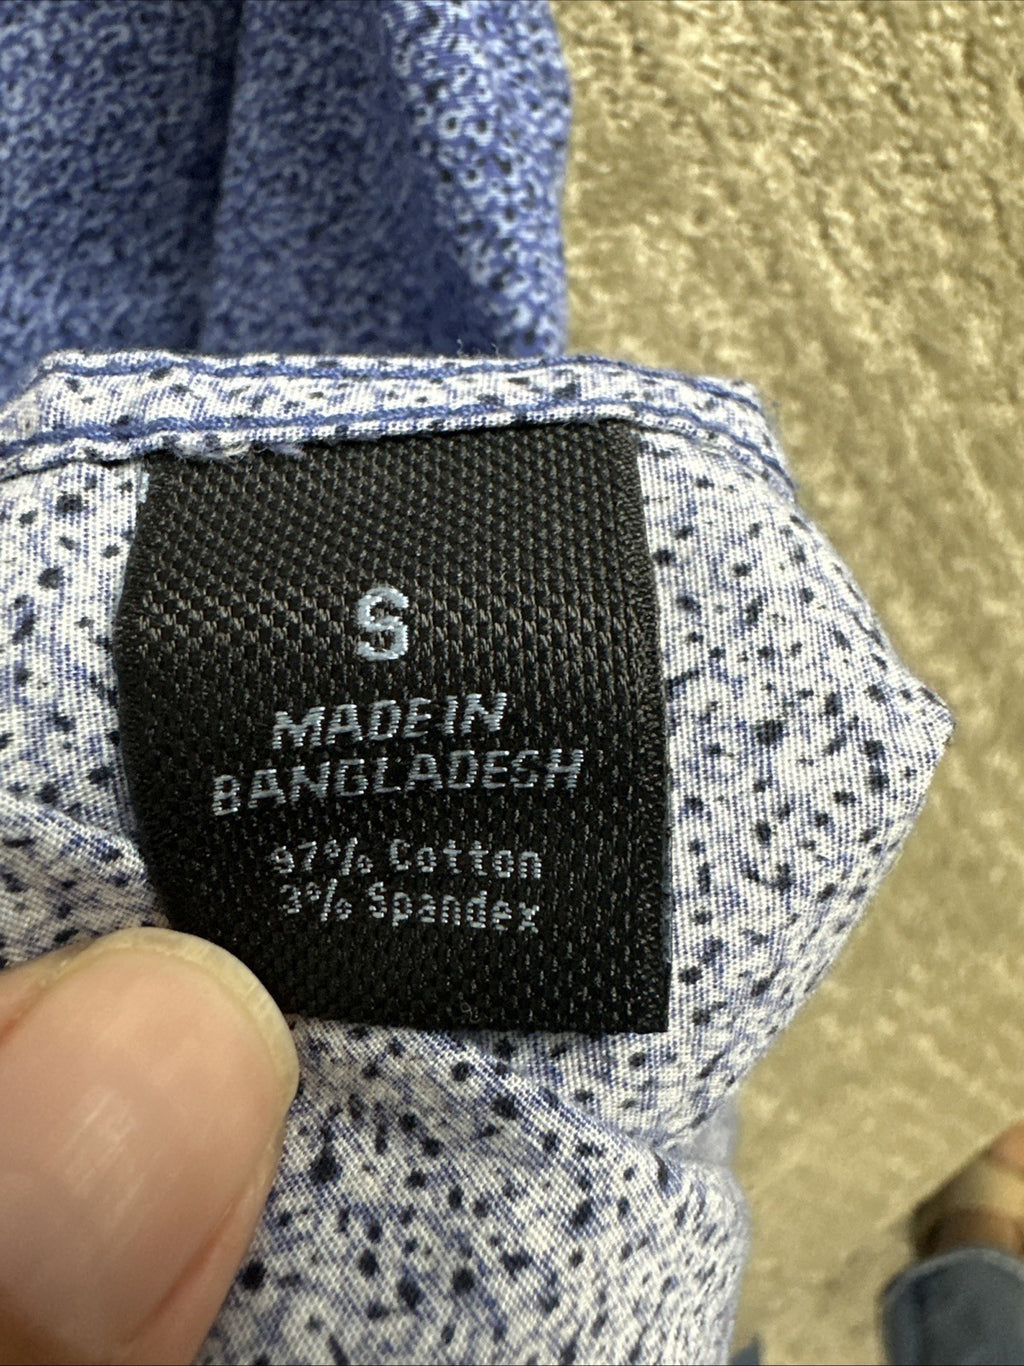 S
MADE IN
BANGLADESH
97% Cotton
3% Spandex